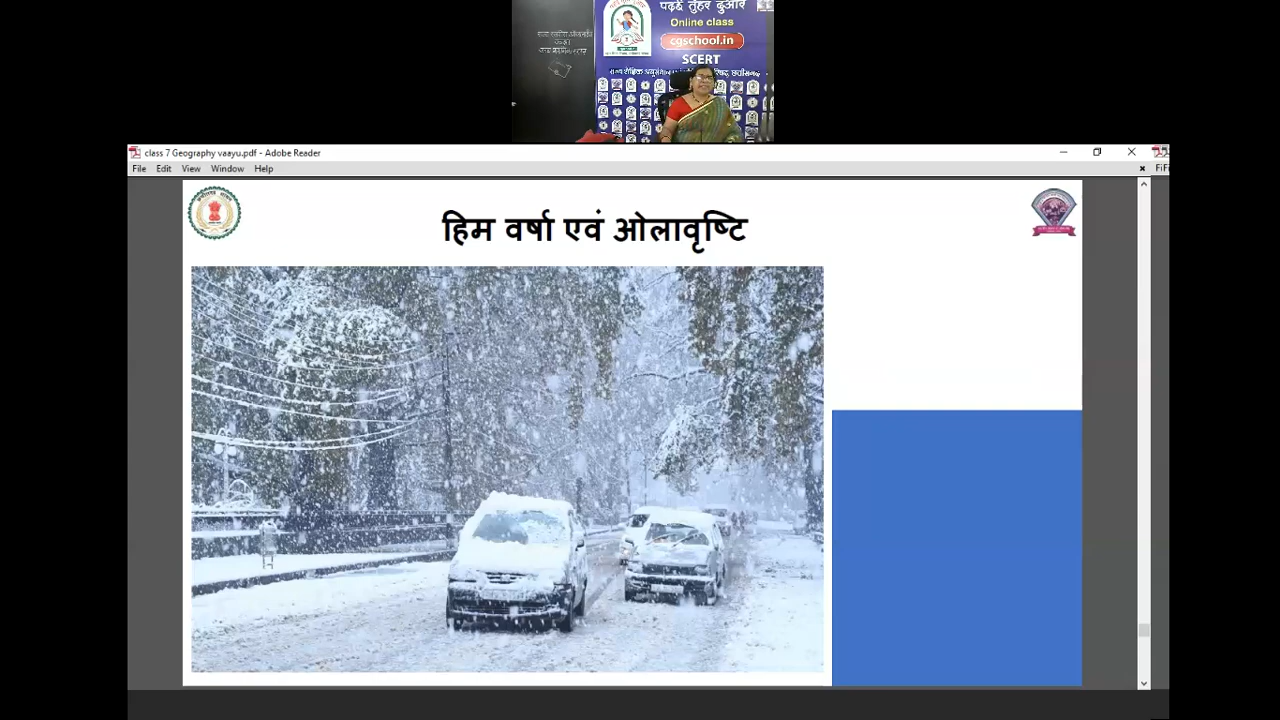 पढ़ई तुंहर दुआर
Online class
cgschool.in
SCERT
class 7 Geography vaayu.pdf - Adobe Reader
File Edit View Window Help
हिम वर्षा एवं ओलावृष्टि